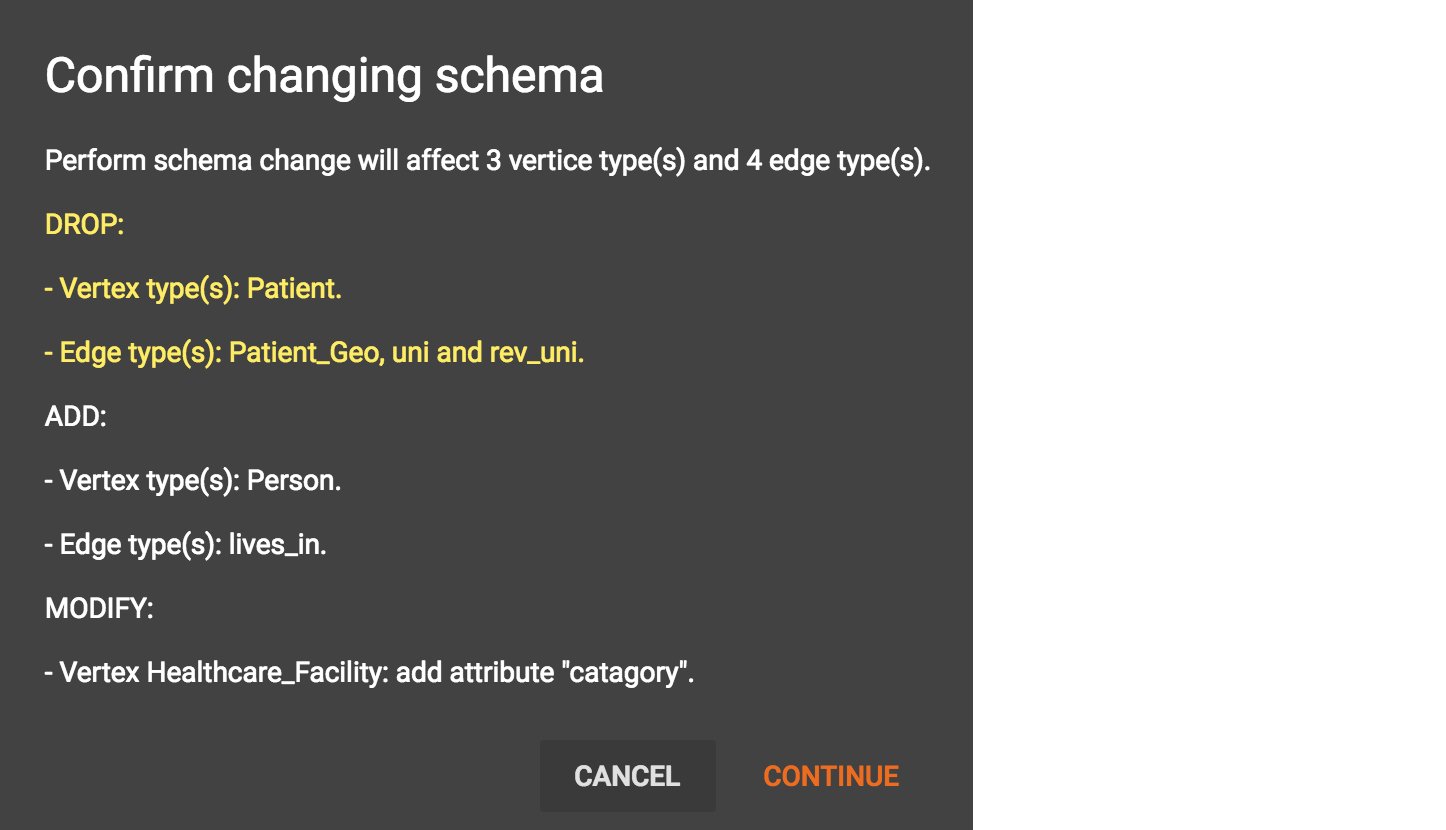 Confirm changing schema
Perform schema change will affect 3 vertice type(s) and 4 edge type(s).
DROP:
- Vertex type(s): Patient.
- Edge type(s): Patient_Geo, uni and rev_uni.
ADD:
- Vertex type(s): Person.
- Edge type(s): lives_in.
MODIFY:
- Vertex Healthcare_Facility: add attribute "catagory".
CANCEL CONTINUE